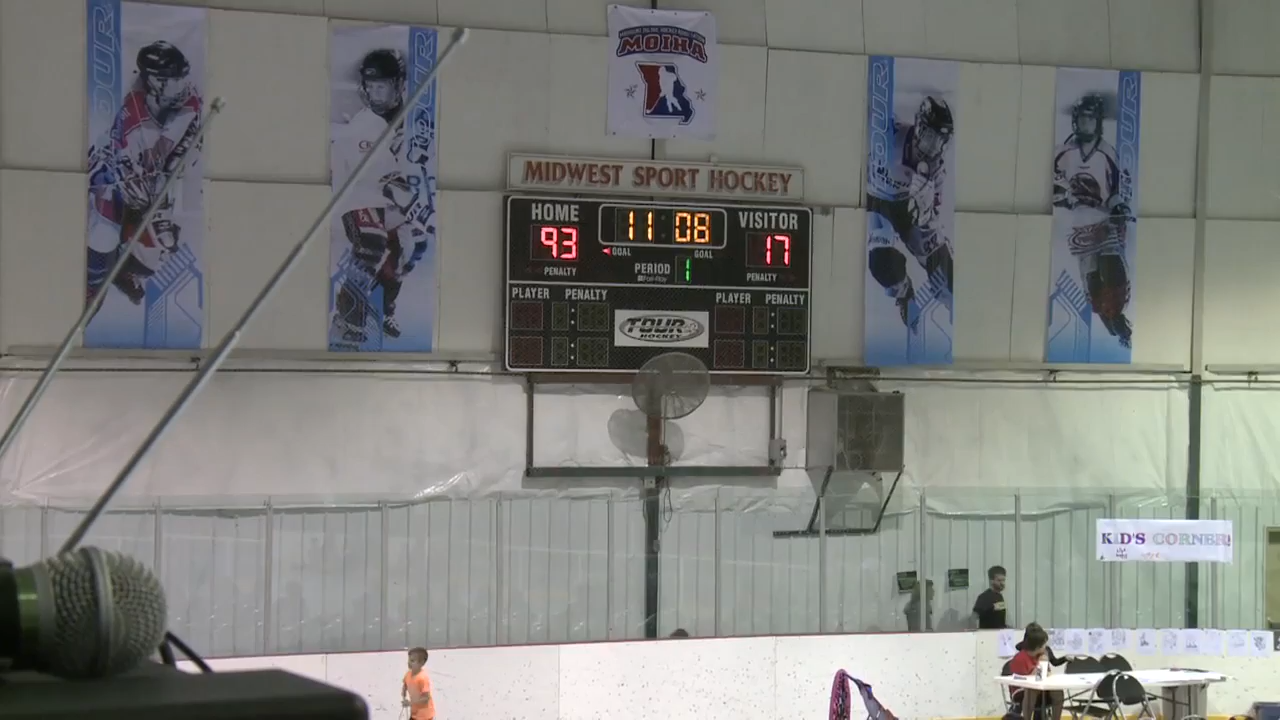 TOUR
TOUR
MOIHA
TOUR
TOUR
MIDWEST SPORT HOCKEY
HOME
11:08
VISITOR
93
17
GOAL
GOAL
PENALTY
PERIOD
1
PENALTY
PLAYER PENALTY
PLAYER PENALTY
TOUR
HOCKEY
KID'S CORNER!